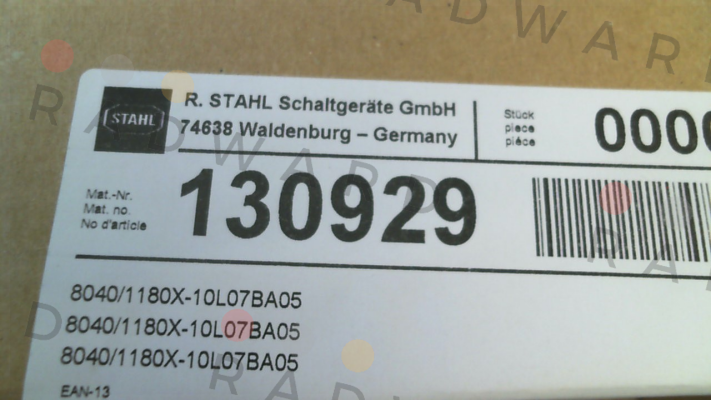 STAHL
R. STAHL Schaltgeräte GmbH
74638 Waldenburg – Germany
Stück
piece
pièce
000
Mat.-Nr.
Mat. no.
No d'article
130929
8040/1180X-10L07BA05
8040/1180X-10L07BA05
8040/1180X-10L07BA05
EAN-13
RADWARD